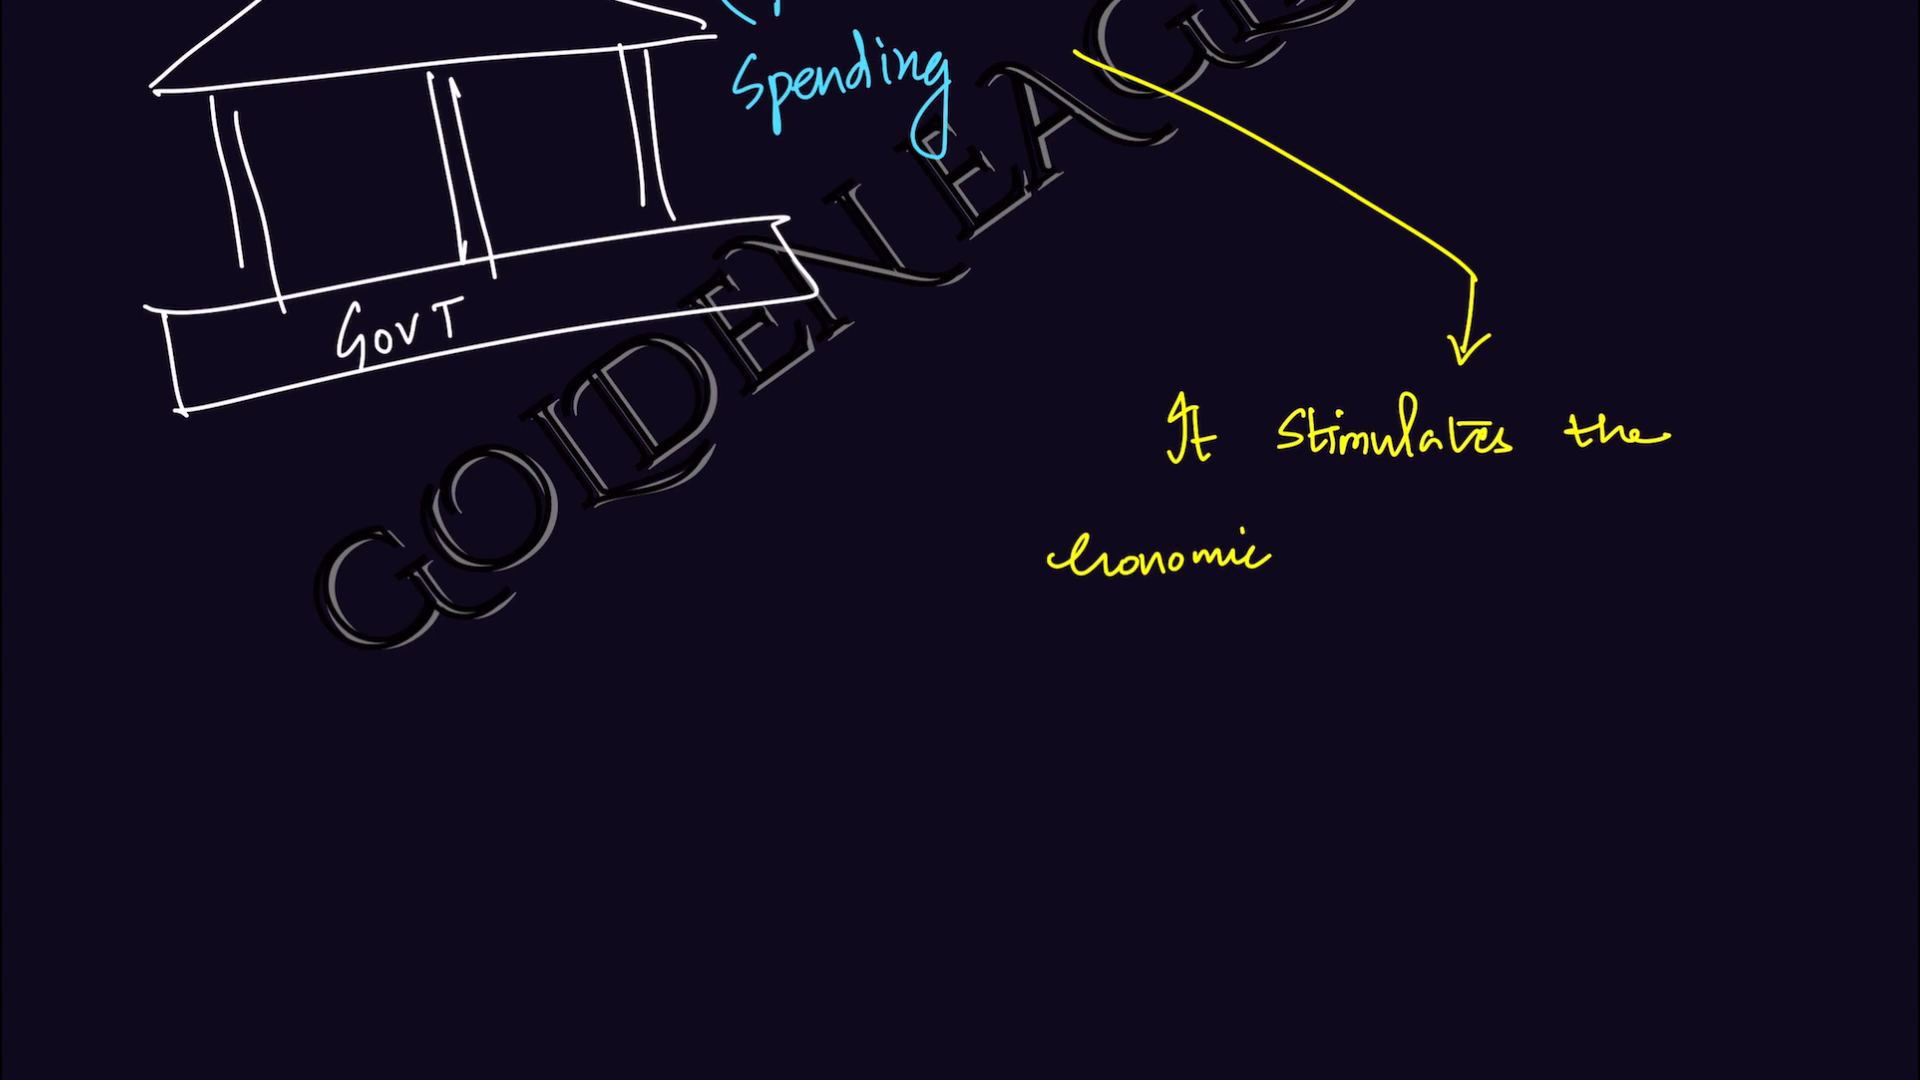 Spending
GOVT
It stimulates the
economic
GOLDEN EAGLE